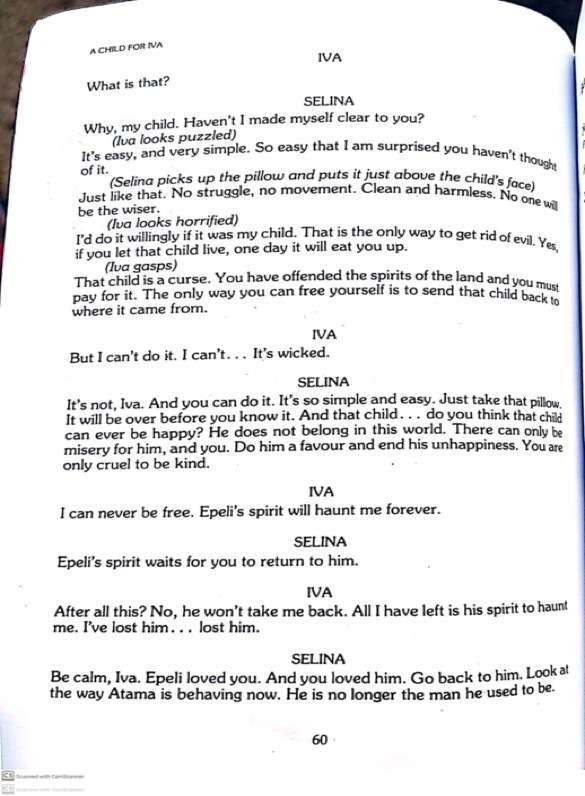 A CHILD FOR IVA
IVA
What is that?
SELINA
Why, my child. Haven't I made myself clear to you?
(Iva looks puzzled)
It's easy, and very simple. So easy that I am surprised you haven't thought
of it.
(Selina picks up the pillow and puts it just above the child's face)
Just like that. No struggle, no movement. Clean and harmless. No one will
be the wiser.
(Iva looks horrified)
I'd do it willingly if it was my child. That is the only way to get rid of evil. Yes,
if you let that child live, one day it will eat you up.
(Iva gasps)
That child is a curse. You have offended the spirits of the land and you must
pay for it. The only way you can free yourself is to send that child back to
where it came from.
IVA
But I can't do it. I can't. . . It's wicked.
SELINA
It's not, Iva. And you can do it. It's so simple and easy. Just take that pillow.
It will be over before you know it. And that child. . . do you think that child
can ever be happy? He does not belong in this world. There can only be
misery for him, and you. Do him a favour and end his unhappiness. You are
only cruel to be kind.
IVA
I can never be free. Epeli's spirit will haunt me forever.
SELINA
Epeli's spirit waits for you to return to him.
IVA
After all this? No, he won't take me back. All I have left is his spirit to haunt
me. I've lost him. . . lost him.
SELINA
Be calm, Iva. Epeli loved you. And you loved him. Go back to him. Look at
the way Atama is behaving now. He is no longer the man he used to be.
60
CS Scanned with CamScanner
CS Scanned with CamScanner